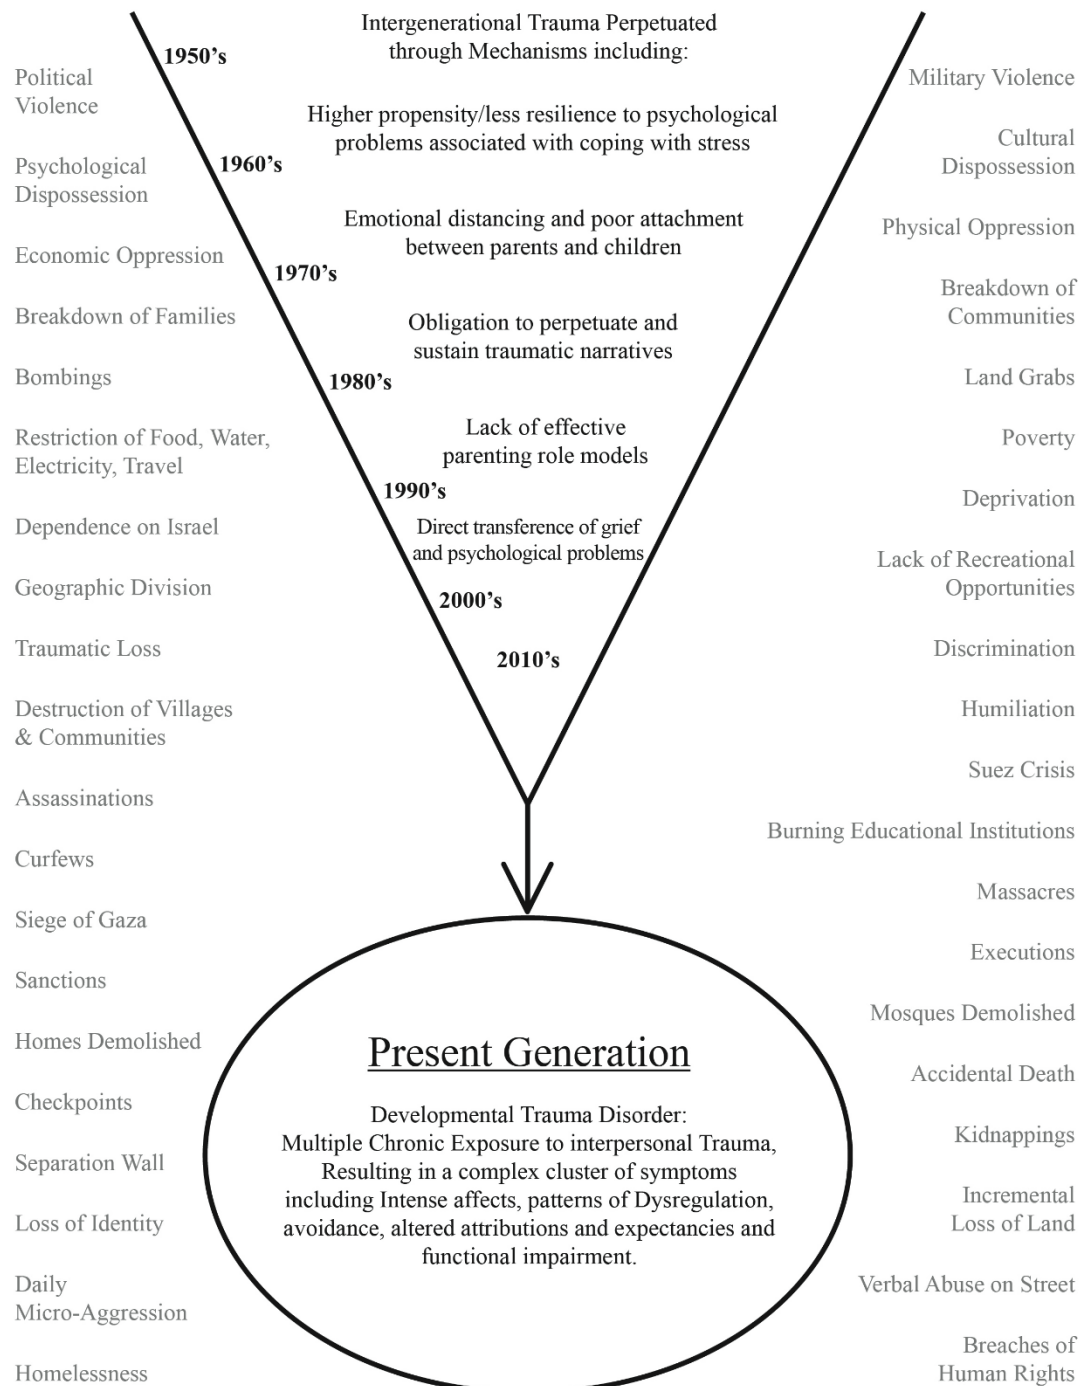 Intergenerational Trauma Perpetuated
through Mechanisms including:
Higher propensity/less resilience to psychological
problems associated with coping with stress
Emotional distancing and poor attachment
between parents and children
Obligation to perpetuate and
sustain traumatic narratives
Lack of effective
parenting role models
Direct transference of grief
and psychological problems
1950's
1960's
1970's
1980's
1990's
2000's
2010's
Political
Violence
Psychological
Dispossession
Economic Oppression
Breakdown of Families
Bombings
Restriction of Food, Water,
Electricity, Travel
Dependence on Israel
Geographic Division
Traumatic Loss
Destruction of Villages
& Communities
Assassinations
Curfews
Siege of Gaza
Sanctions
Homes Demolished
Checkpoints
Separation Wall
Loss of Identity
Daily
Micro-Aggression
Homelessness
Military Violence
Cultural
Dispossession
Physical Oppression
Breakdown of
Communities
Land Grabs
Poverty
Deprivation
Lack of Recreational
Opportunities
Discrimination
Humiliation
Suez Crisis
Burning Educational Institutions
Massacres
Executions
Mosques Demolished
Accidental Death
Kidnappings
Incremental
Loss of Land
Verbal Abuse on Street
Breaches of
Human Rights
Present Generation
Developmental Trauma Disorder:
Multiple Chronic Exposure to interpersonal Trauma,
Resulting in a complex cluster of symptoms
including Intense affects, patterns of Dysregulation,
avoidance, altered attributions and expectancies and
functional impairment.